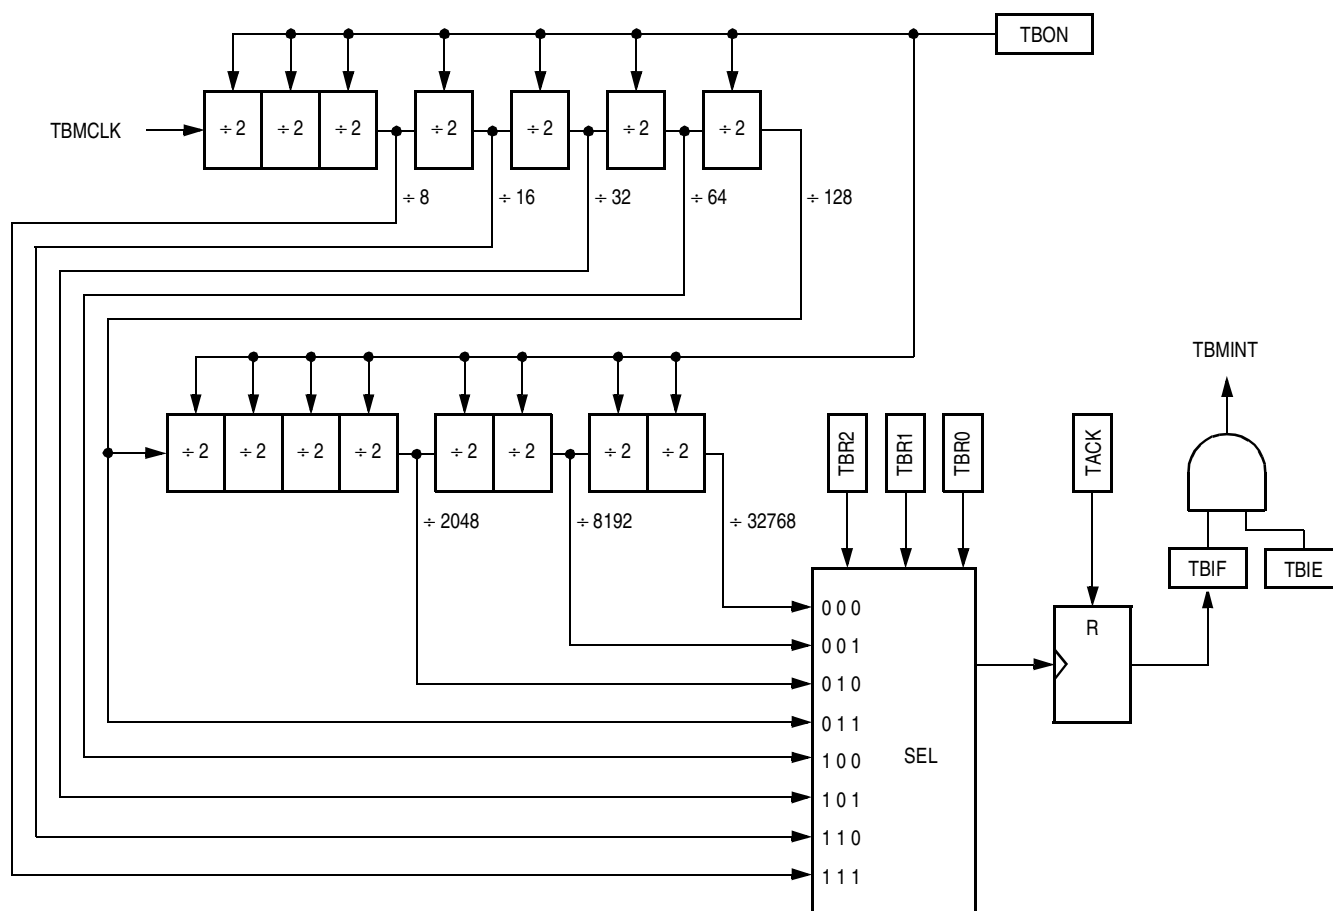 TBON
TBMCLK
÷ 2 ÷ 2 ÷ 2 ÷ 2 ÷ 2 ÷ 2 ÷ 2
÷ 8 ÷ 16 ÷ 32 ÷ 64 ÷ 128
TBMINT
÷ 2 ÷ 2 ÷ 2 ÷ 2 ÷ 2 ÷ 2 ÷ 2 ÷ 2
TBR2 TBR1 TBR0 TACK
÷ 2048 ÷ 8192 ÷ 32768
TBIF TBIE
0 0 0
R
0 0 1
0 1 0
0 1 1
1 0 0
SEL
1 0 1
1 1 0
1 1 1